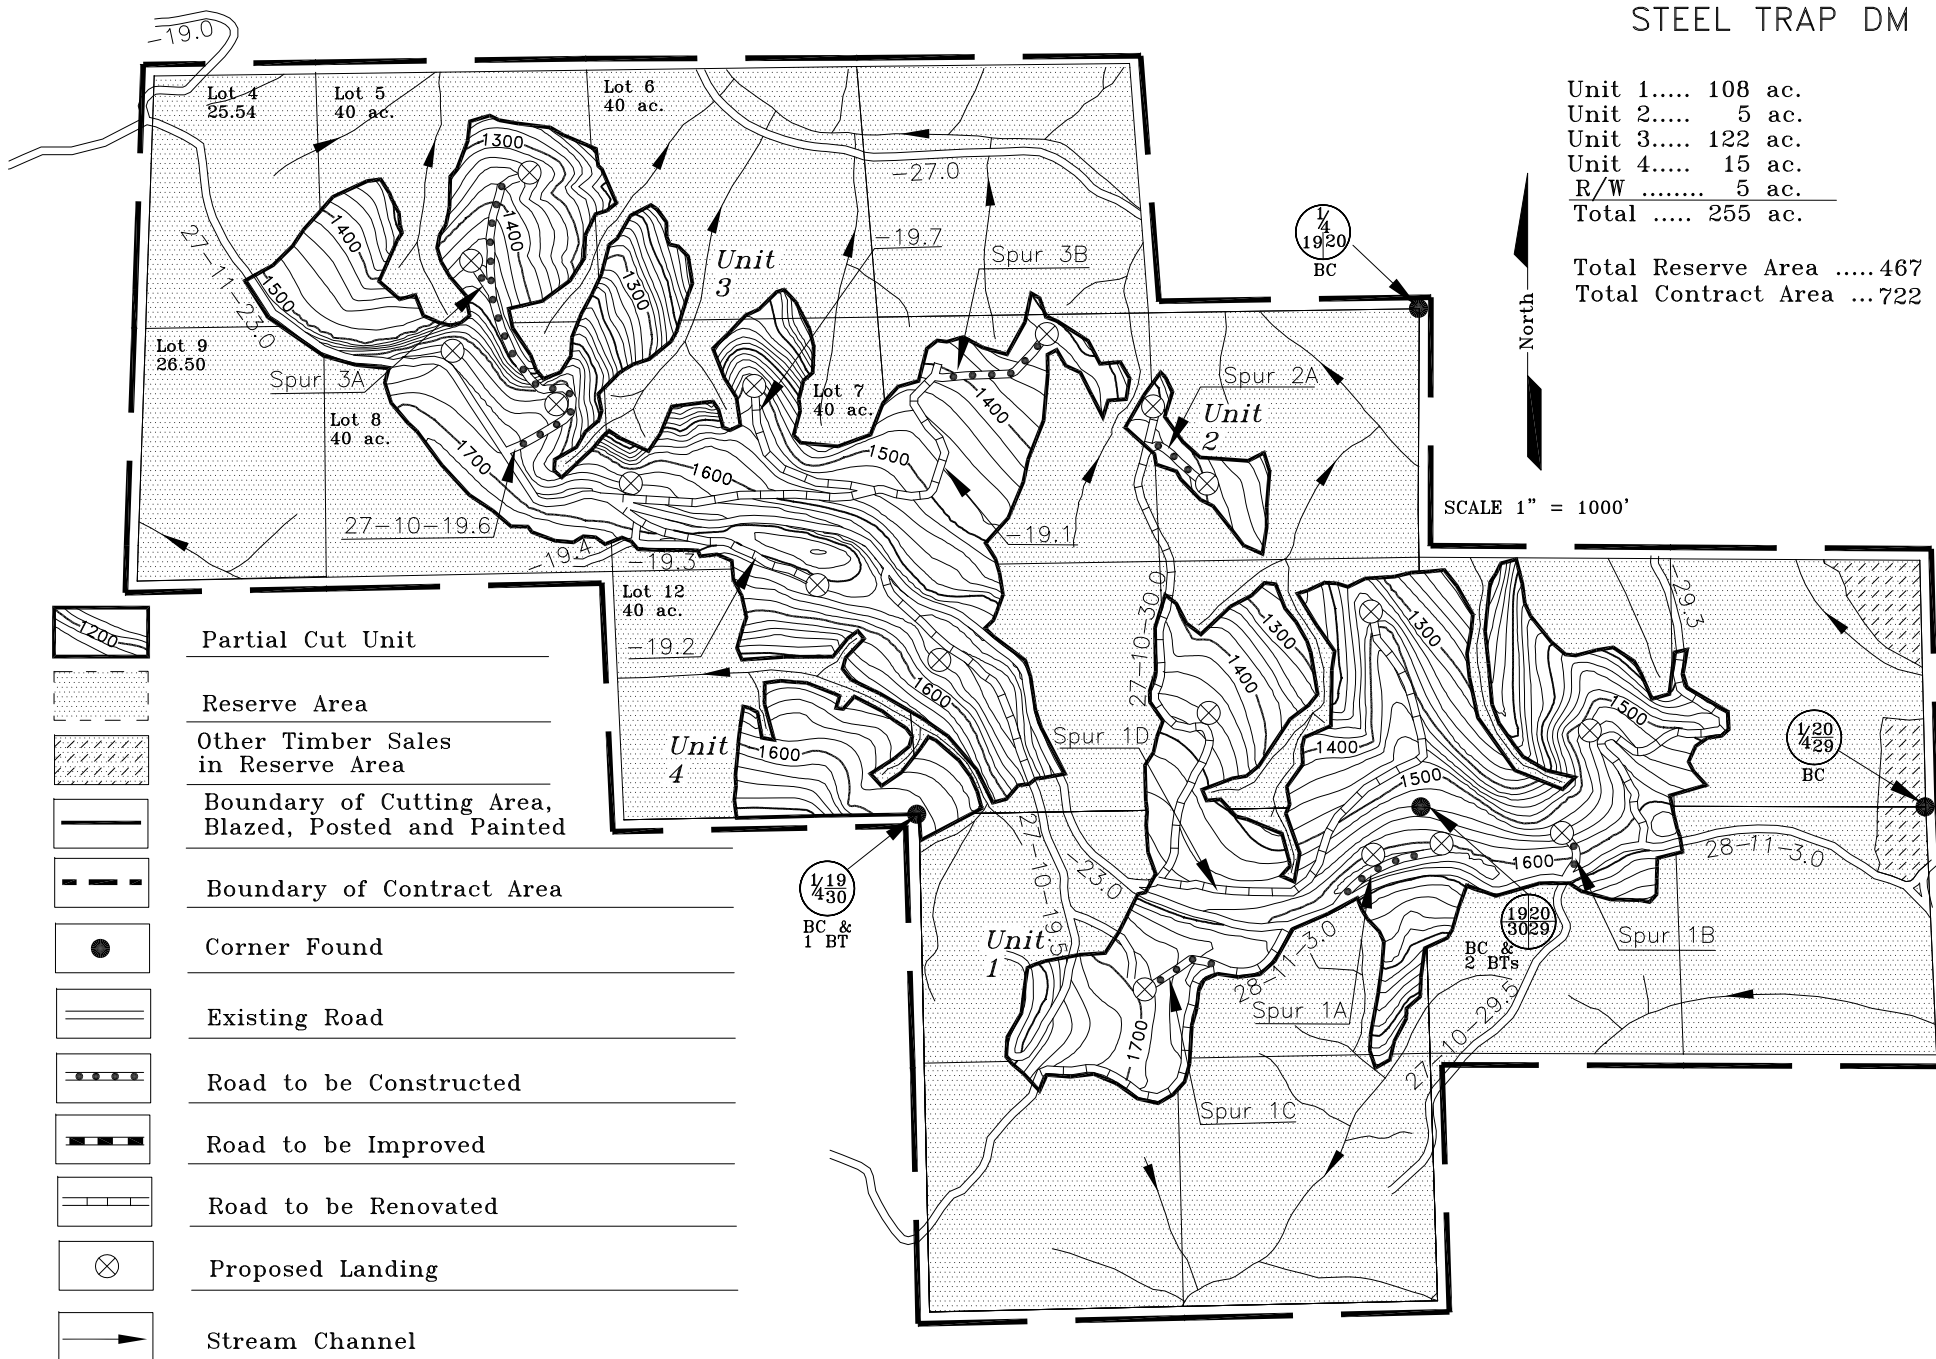 STEEL TRAP DM
Unit 1..... 108 ac.
Unit 2..... 5 ac.
Unit 3..... 122 ac.
Unit 4..... 15 ac.
R/W ........ 5 ac.
Total ..... 255 ac.
Total Reserve Area ..... 467
Total Contract Area ... 722
North
SCALE 1" = 1000'
-19.0
Lot 4
25.54
Lot 5
40 ac.
Lot 6
40 ac.
1300
-27.0
1400
1400
27-11-23.0
1500
1300
Unit
3
-19.7
Spur 3B
1/4
19 20
BC
Lot 9
26.50
Spur 3A
Lot 8
40 ac.
Lot 7
40 ac.
Spur 2A
Unit
2
1400
1700
1600
1500
27-10-19.6
-19.4
-19.3
-19.1
Lot 12
40 ac.
-19.2
27-10-30.0
1300
1400
1300
29.3
1600
1500
Unit
4
1600
Spur 1D
1400
1500
1/4
20
29
BC
1600
28-11-3.0
27-10-19.5
-23.0
1/4
19
30
BC &
1 BT
Unit
1
28-11-3.0
19 20
30 29
BC &
2 BTs
Spur 1B
Spur 1A
1700
27-10-29.5
Spur 1C
1200
Partial Cut Unit
Reserve Area
Other Timber Sales
in Reserve Area
Boundary of Cutting Area,
Blazed, Posted and Painted
Boundary of Contract Area
Corner Found
Existing Road
Road to be Constructed
Road to be Improved
Road to be Renovated
Proposed Landing
Stream Channel